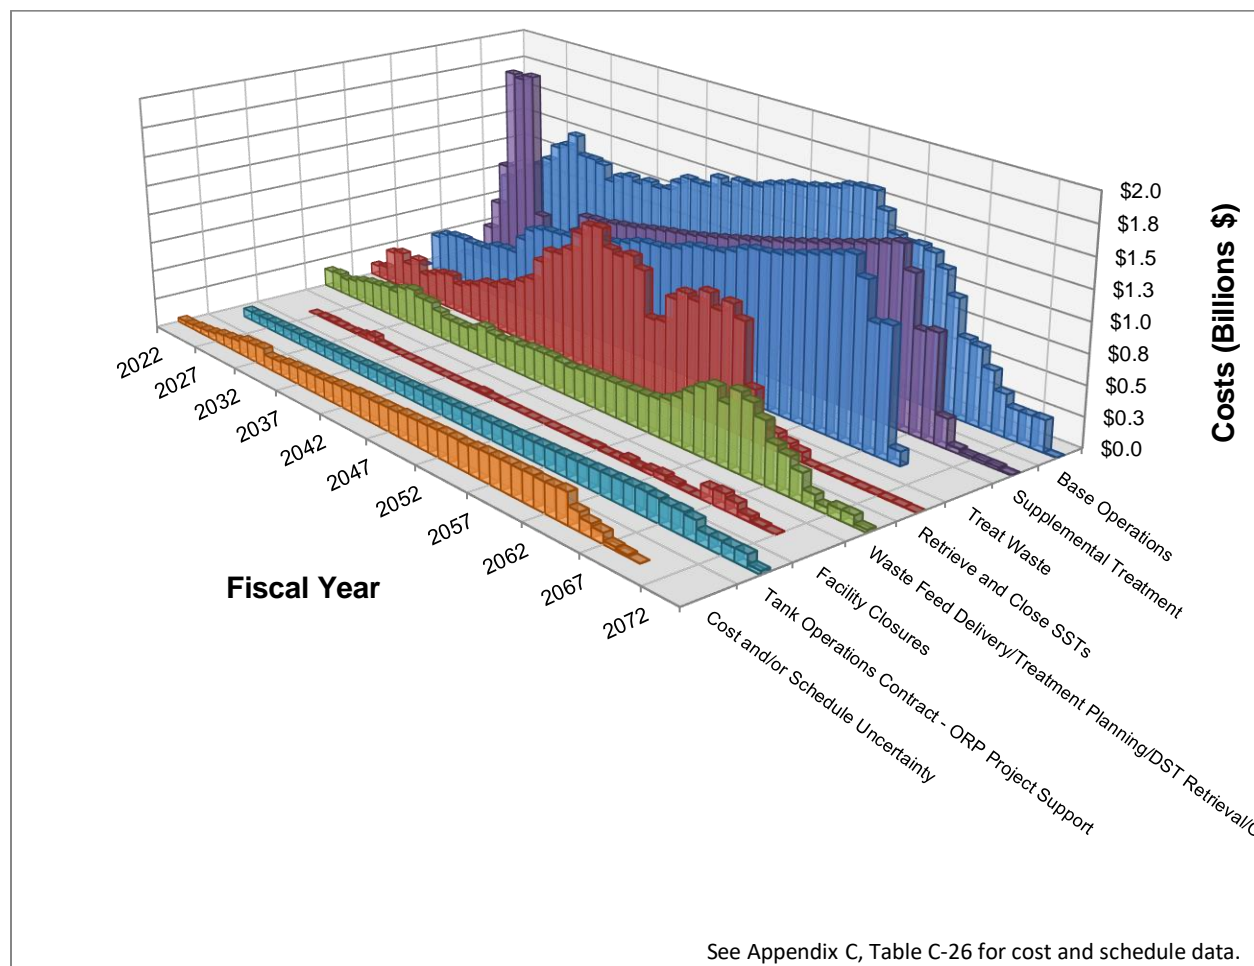 $2.0
$1.8
$1.5
$1.3
$1.0
$0.8
$0.5
$0.3
$0.0
Costs (Billions $)
2022
2027
2032
2037
2042
2047
2052
2057
2062
2067
2072
Fiscal Year
Base Operations
Supplemental Treatment
Treat Waste
Retrieve and Close SSTs
Waste Feed Delivery/Treatment Planning/DST Retrieval/
Facility Closures
Tank Operations Contract - ORP Project Support
Cost and/or Schedule Uncertainty
See Appendix C, Table C-26 for cost and schedule data.